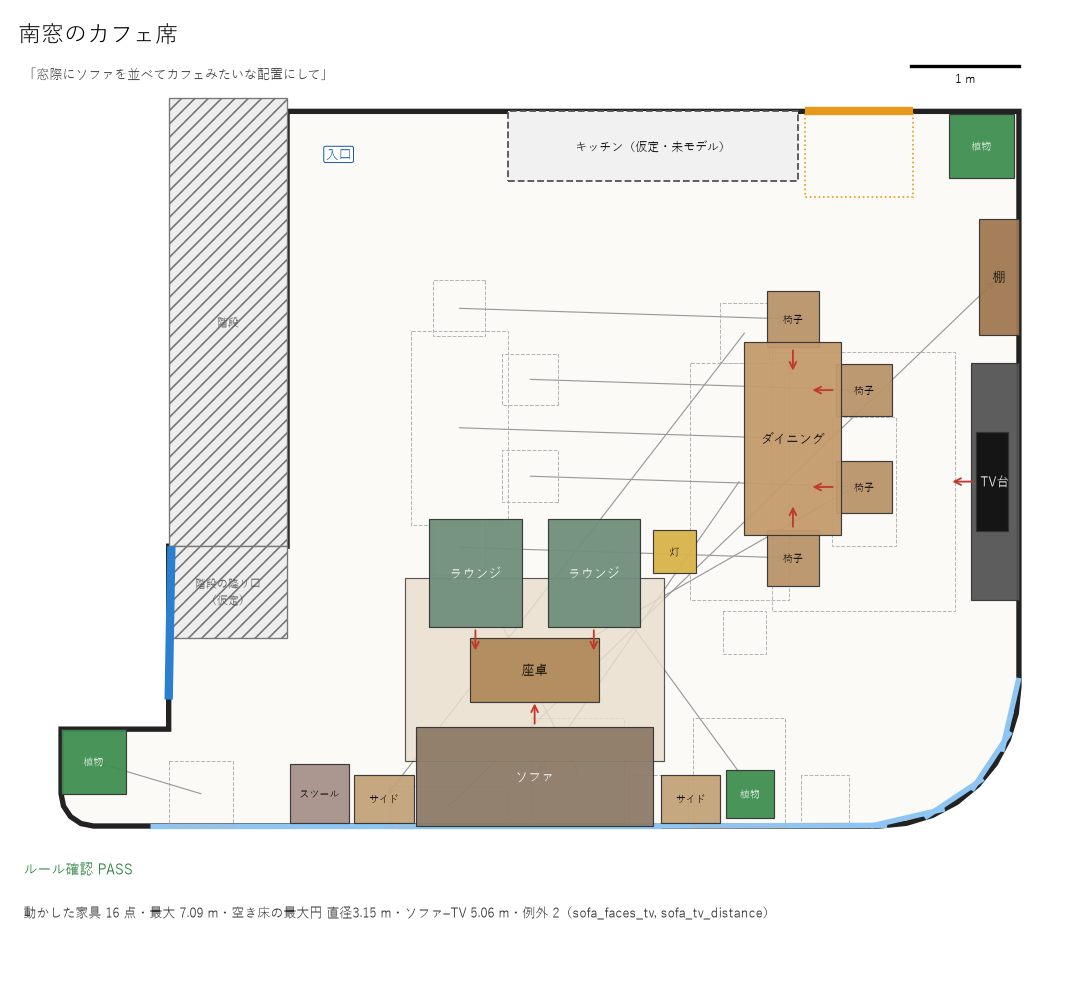 南窓のカフェ席
「窓際にソファを並べてカフェみたいな配置にして」
1 m
入口
キッチン（仮定・未モデル）
植物
棚
階段
椅子
椅子
ダイニング
椅子
TV台
椅子
灯
ラウンジ
ラウンジ
階段の降り口
（仮定）
座卓
植物
ソファ
スツール
サイド
サイド
植物
ルール確認 PASS
動かした家具 16 点・最大 7.09 m・空き床の最大円 直径3.15 m・ソファ–TV 5.06 m・例外 2（sofa_faces_tv, sofa_tv_distance）